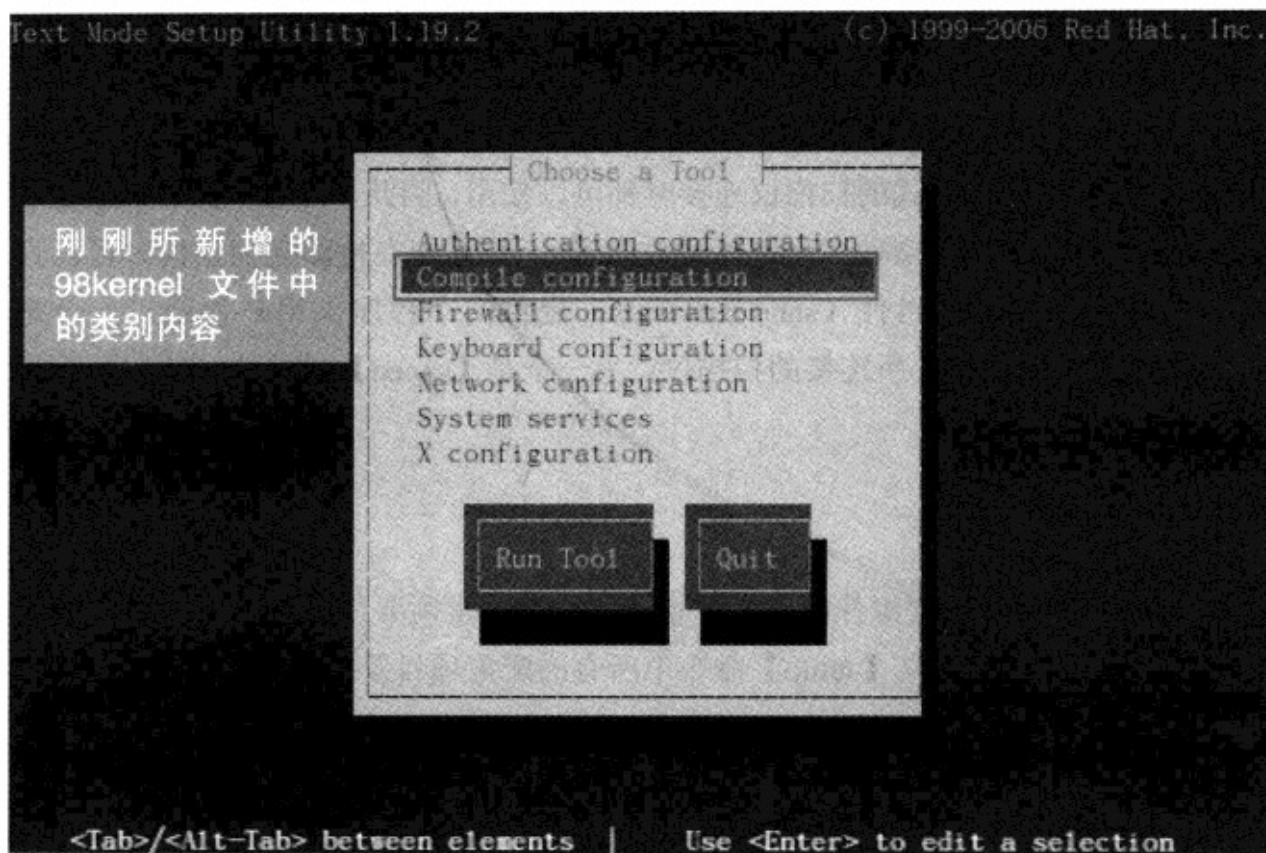 Text Mode Setup Utility 1.19.2
(c) 1999-2006 Red Hat, Inc.
Choose a Tool
刚刚所新增的
98kernel 文件中
的类别内容
Authentication configuration
Compile configuration
Firewall configuration
Keyboard configuration
Network configuration
System services
X configuration
Run Tool
Quit
<Tab>/<Alt-Tab> between elements | Use <Enter> to edit a selection